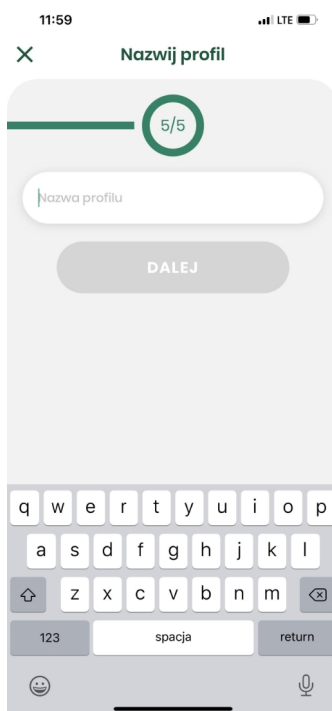 11:59
LTE
Nazwij profil
5/5
Nazwa profilu
DALEJ
q w e r t y u i o p
a s d f g h j k l
z x c v b n m
123 spacja return